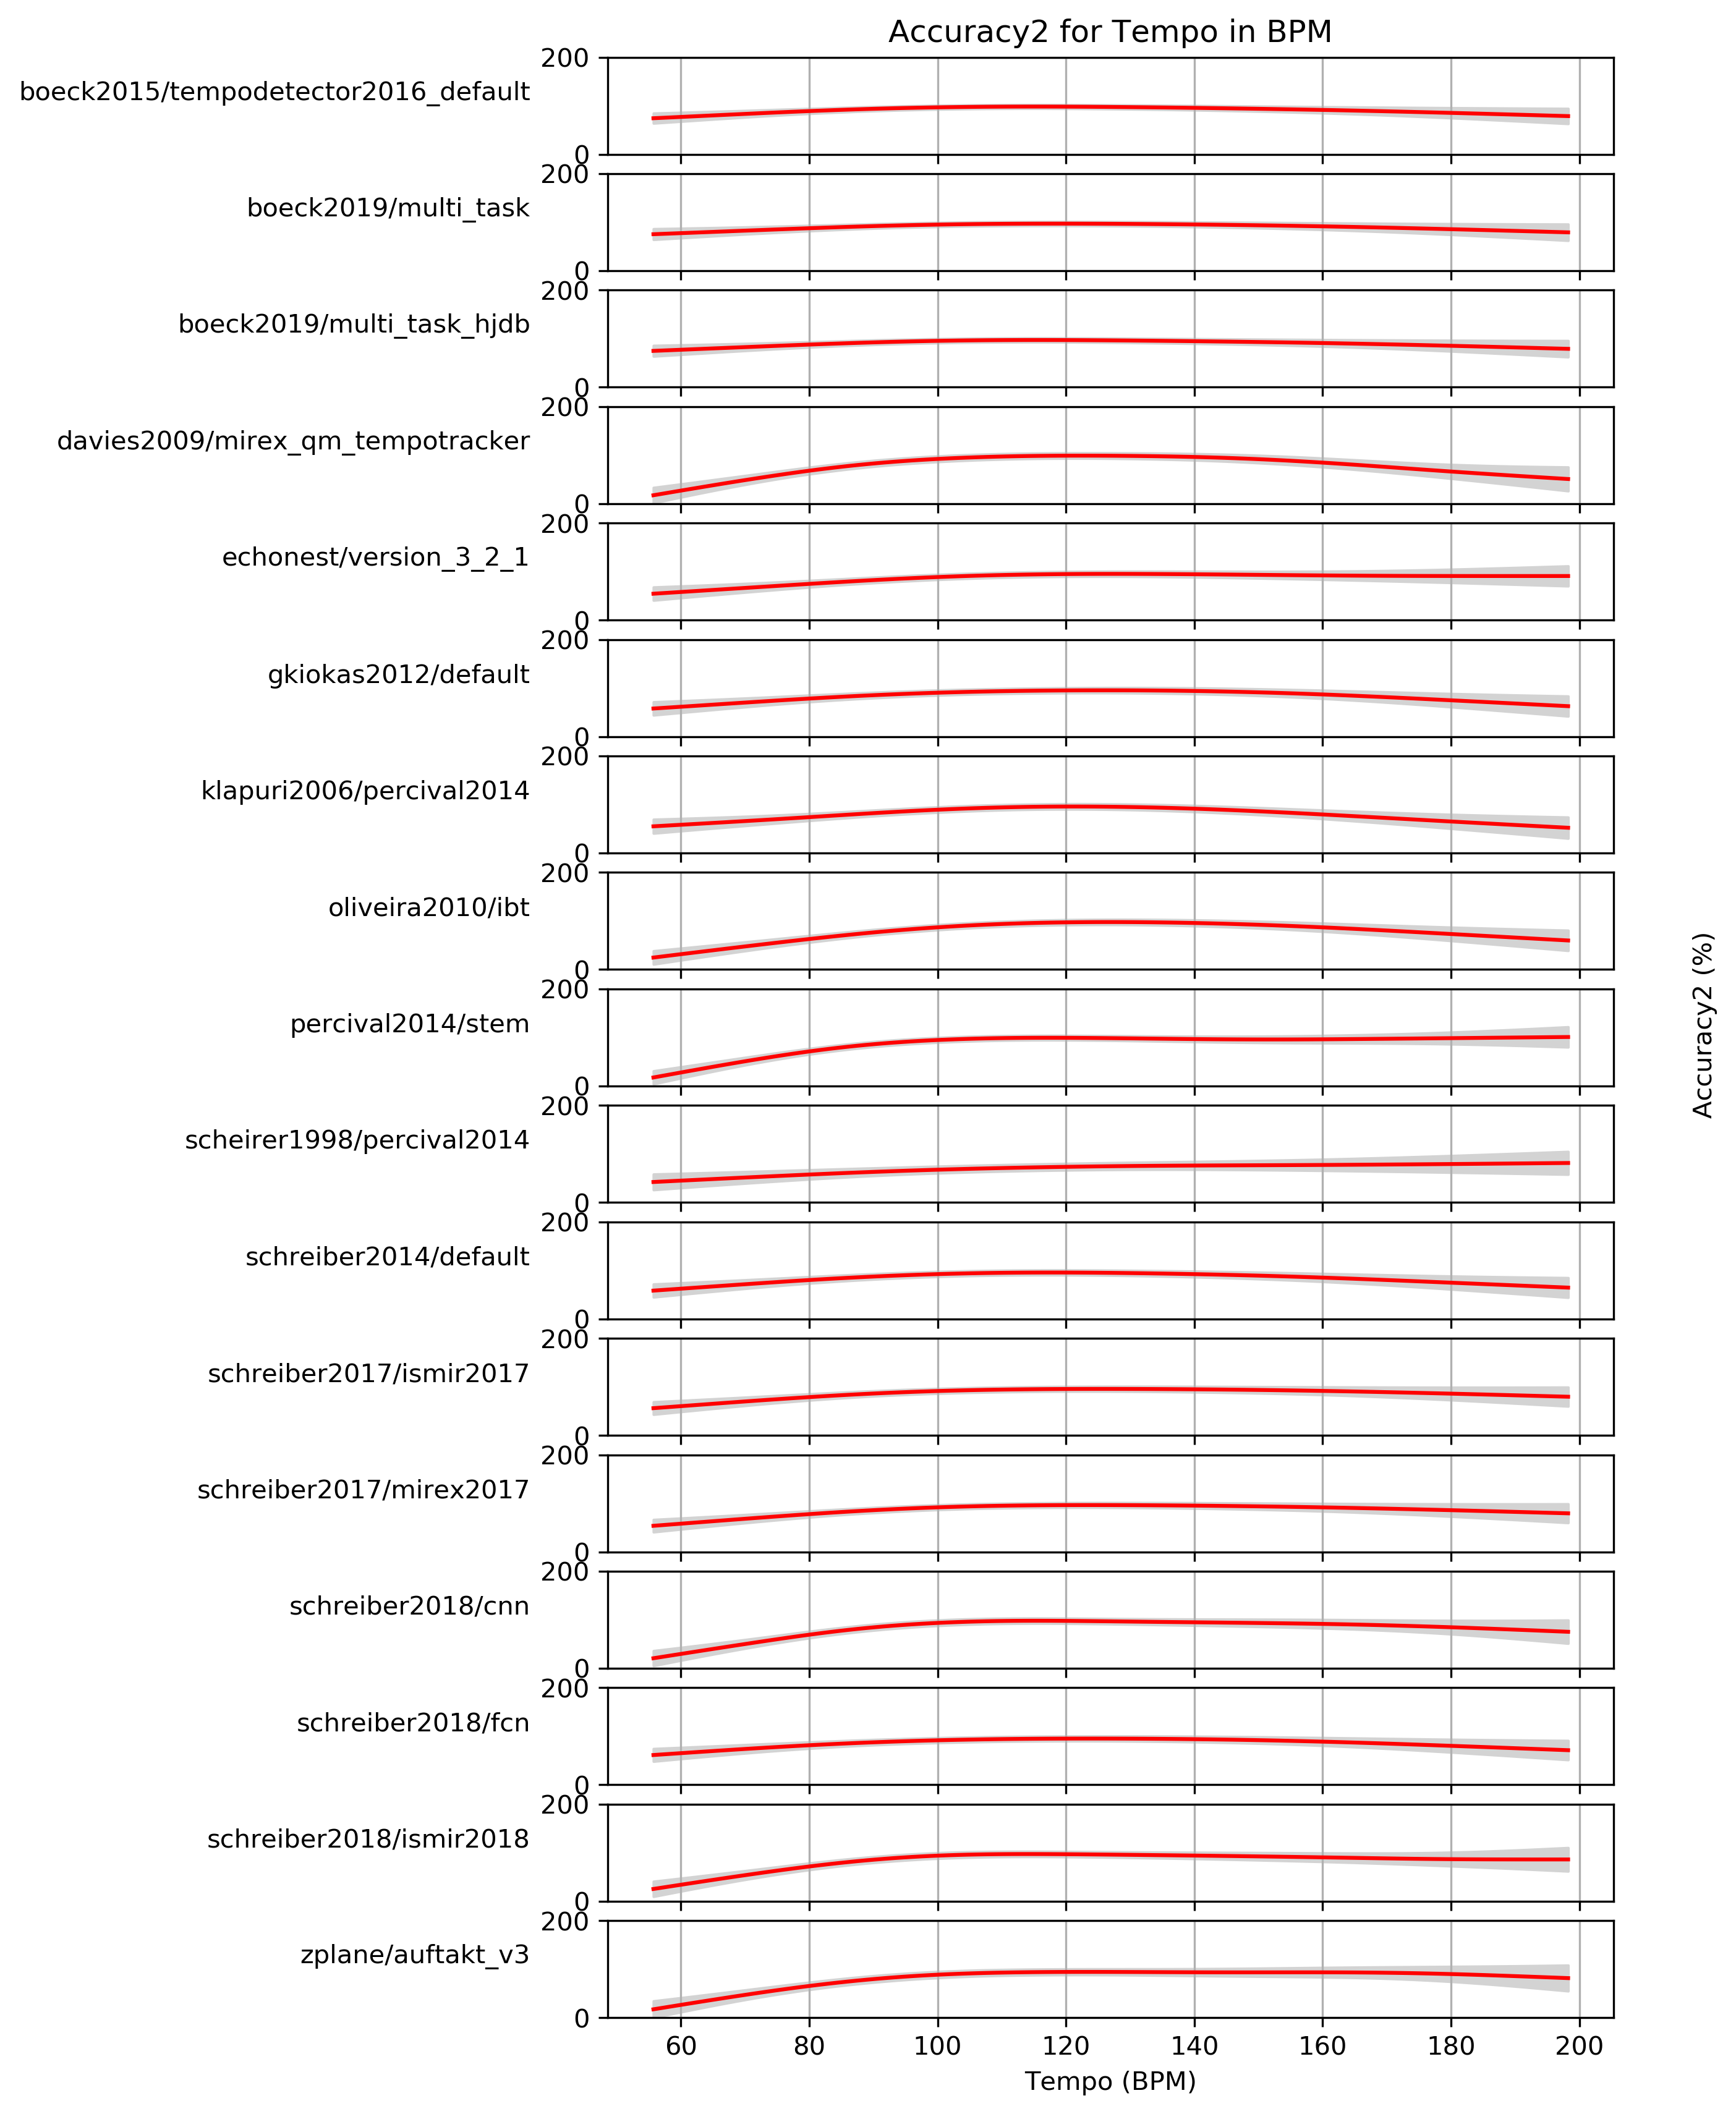 Accuracy2 for Tempo in BPM
200
boeck2015/tempodetector2016_default
0
200
boeck2019/multi_task
0
200
boeck2019/multi_task_hjdb
0
200
davies2009/mirex_qm_tempotracker
0
200
echonest/version_3_2_1
0
200
gkiokas2012/default
0
200
klapuri2006/percival2014
0
200
oliveira2010/ibt
0
200
percival2014/stem
0
Accuracy2 (%)
200
scheirer1998/percival2014
0
200
schreiber2014/default
0
200
schreiber2017/ismir2017
0
200
schreiber2017/mirex2017
0
200
schreiber2018/cnn
0
200
schreiber2018/fcn
0
200
schreiber2018/ismir2018
0
200
zplane/auftakt_v3
0
60 80 100 120 140 160 180 200
Tempo (BPM)